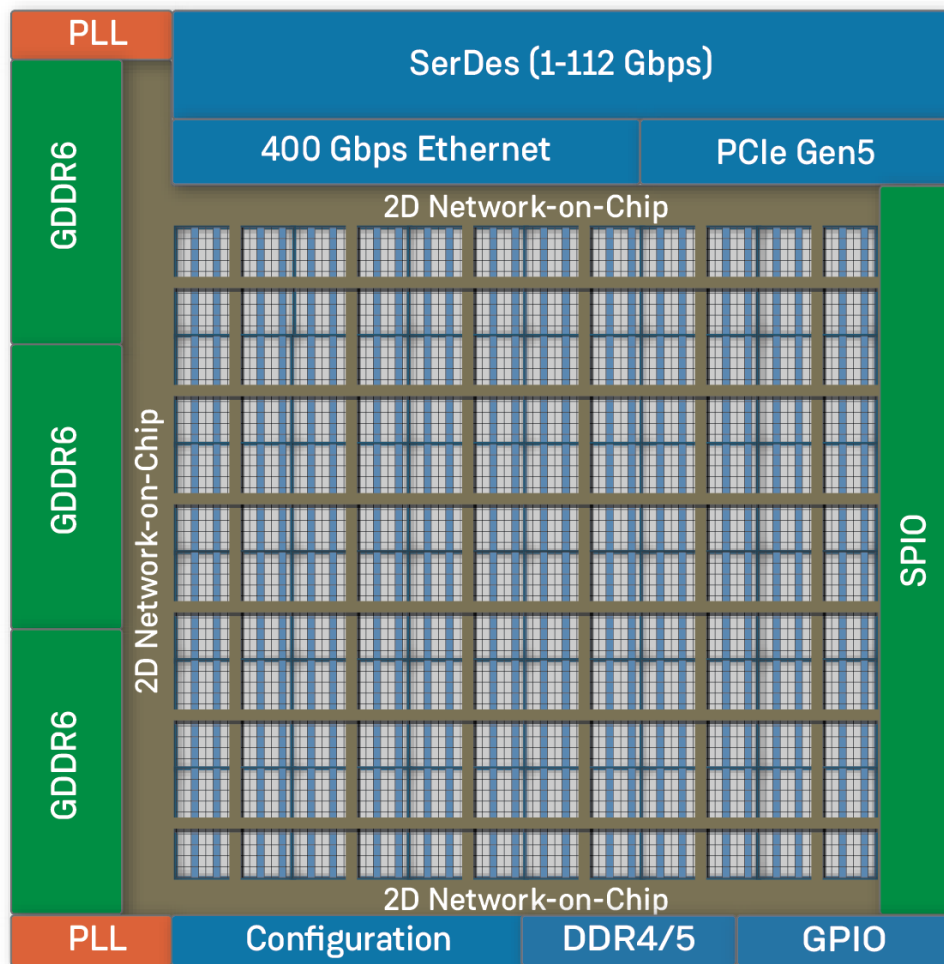 PLL
SerDes (1-112 Gbps)
400 Gbps Ethernet
PCIe Gen5
GDDR6
2D Network-on-Chip
GDDR6
2D Network-on-Chip
SPIO
GDDR6
2D Network-on-Chip
PLL
Configuration
DDR4/5
GPIO